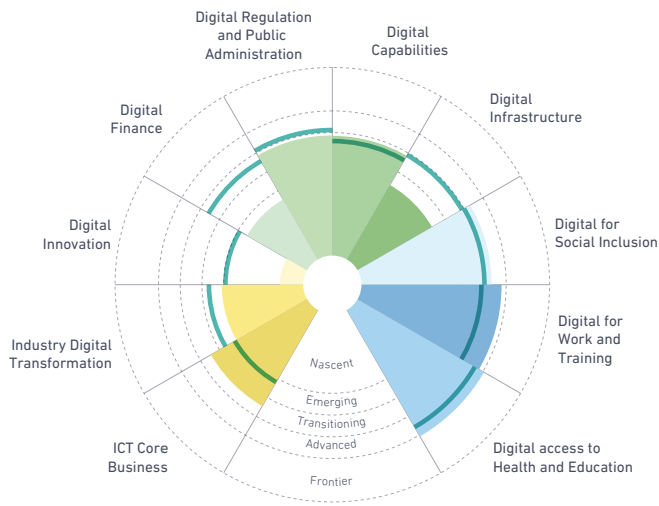 Digital Regulation
and Public
Administration
Digital
Capabilities
Digital
Infrastructure
Digital for
Social Inclusion
Digital for
Work and
Training
Digital access to
Health and Education
ICT Core
Business
Industry Digital
Transformation
Digital
Innovation
Digital
Finance
Nascent
Emerging
Transitioning
Advanced
Frontier